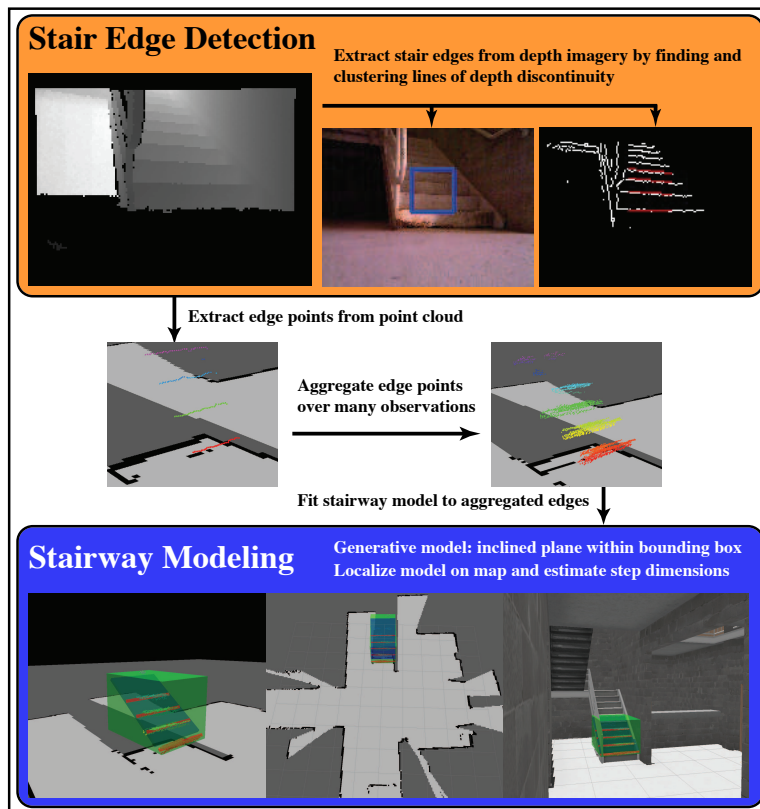 Stair Edge Detection
Extract stair edges from depth imagery by finding and
clustering lines of depth discontinuity
Extract edge points from point cloud
Aggregate edge points
over many observations
Fit stairway model to aggregated edges
Stairway Modeling
Generative model: inclined plane within bounding box
Localize model on map and estimate step dimensions